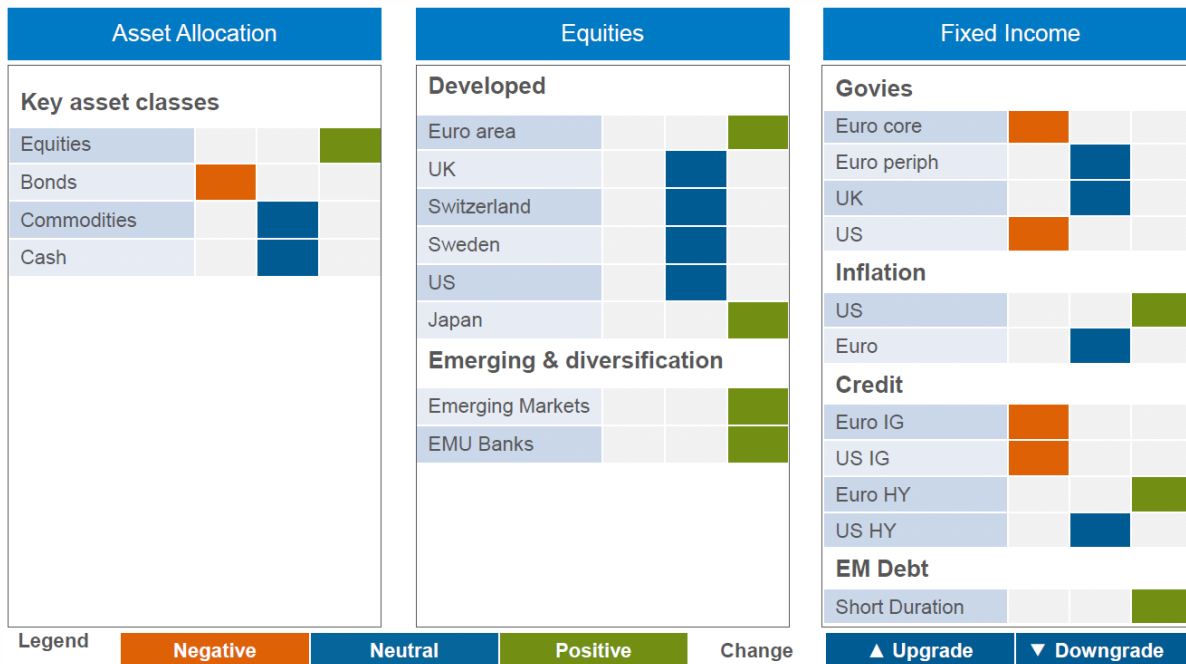 Asset Allocation
Key asset classes
Equities
Bonds
Commodities
Cash
Equities
Developed
Euro area
UK
Switzerland
Sweden
US
Japan
Emerging & diversification
Emerging Markets
EMU Banks
Fixed Income
Govies
Euro core
Euro periph
UK
US
Inflation
US
Euro
Credit
Euro IG
US IG
Euro HY
US HY
EM Debt
Short Duration
Legend Negative Neutral Positive Change ▲ Upgrade ▼ Downgrade